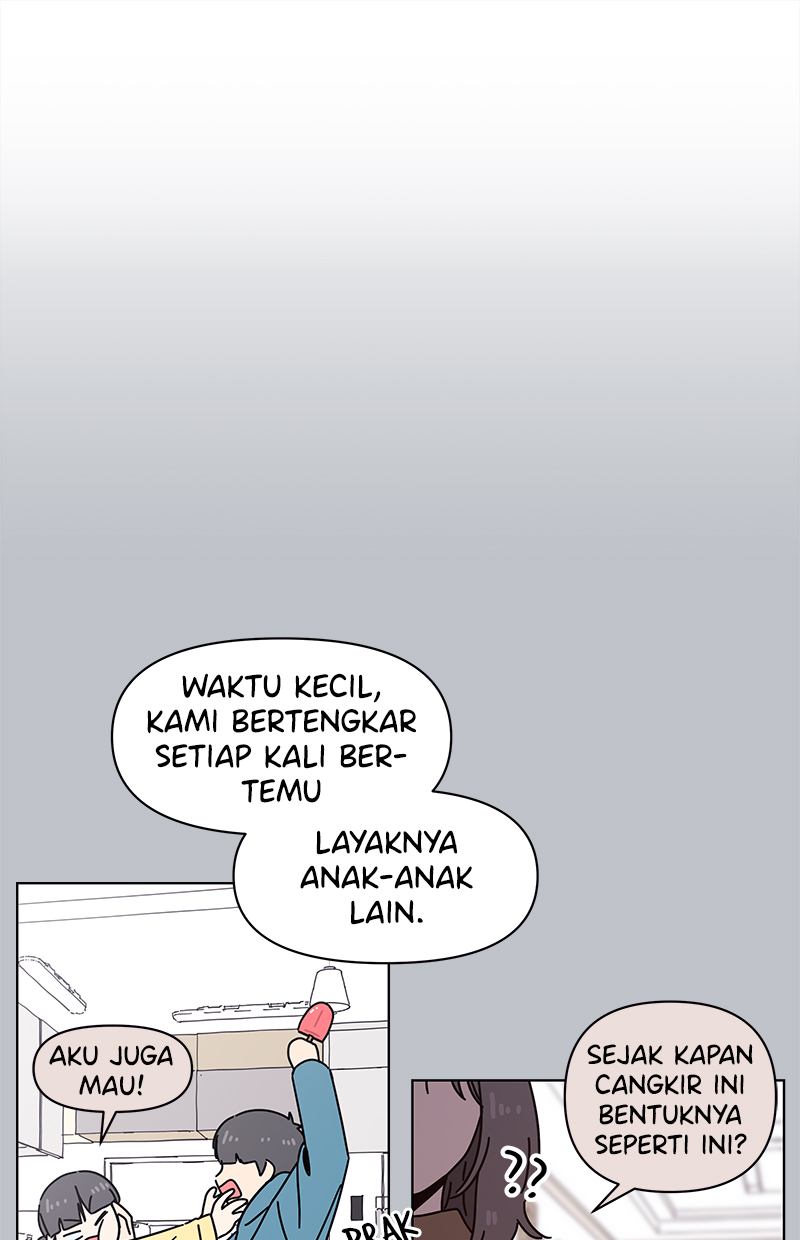 WAKTU KECIL,
KAMI BERTENGKAR
SETIAP KALI BER-
TEMU
LAYAKNYA
ANAK-ANAK
LAIN.
AKU JUGA
MAU!
SEJAK KAPAN
CANGKIR INI
BENTUKNYA
SEPERTI INI?
??
PRAK